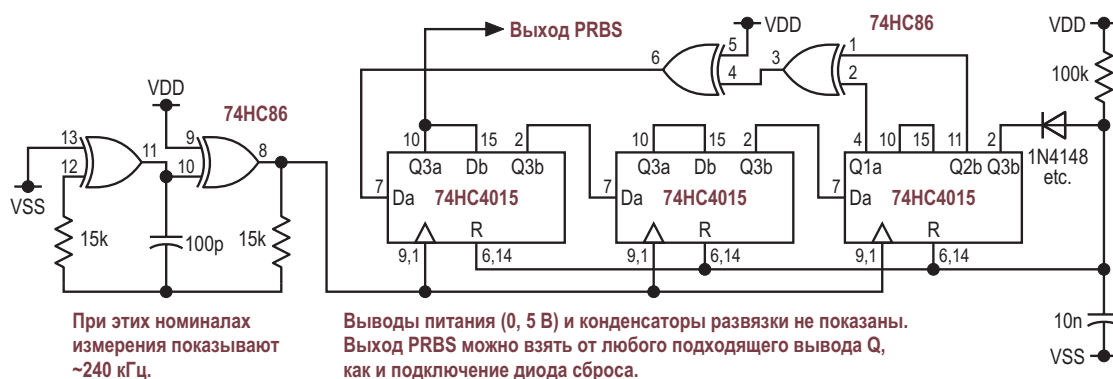 74HC86
Выход PRBS
VDD
VDD
6
5
4
3
1
2
100k
VDD
74HC86
13
12
11
9
10
8
VSS
15k
100p
15k
10
15
2
Q3a
Db
Q3b
7
Da
74HC4015
R
9,1
6,14
10
15
2
Q3a
Db
Q3b
7
Da
74HC4015
R
9,1
6,14
4
10
15
11
2
Q1a
Q2b
Q3b
7
Da
74HC4015
R
9,1
6,14
1N4148
etc.
10n
VSS
При этих номиналах
измерения показывают
~240 кГц.
Выводы питания (0, 5 В) и конденсаторы развязки не показаны.
Выход PRBS можно взять от любого подходящего вывода Q,
как и подключение диода сброса.